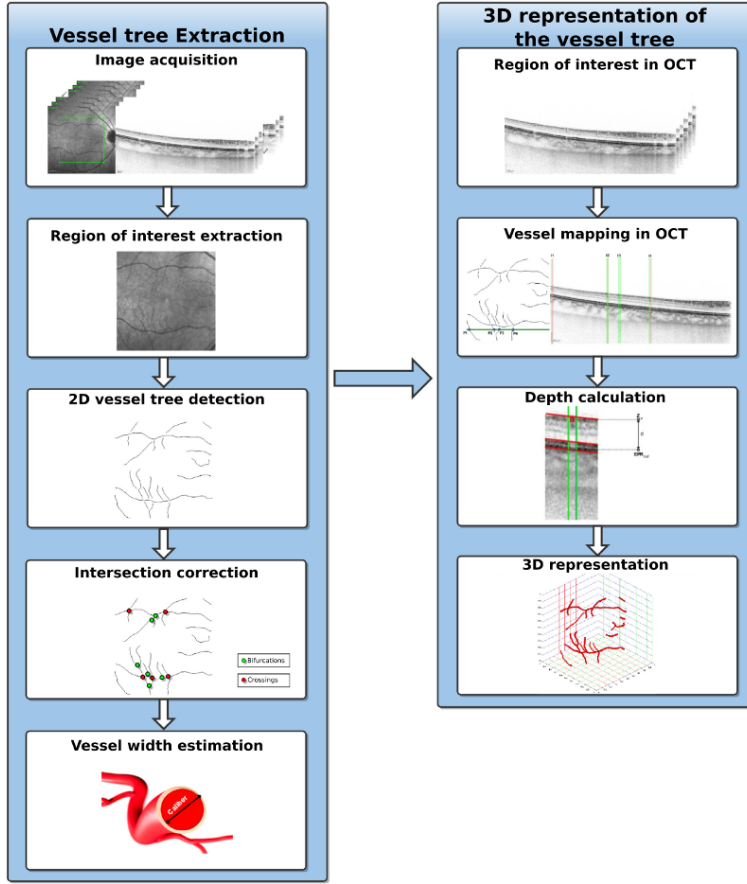 Vessel tree Extraction
Image acquisition
Region of interest extraction
2D vessel tree detection
Intersection correction
Bifurcations
Crossings
Vessel width estimation
Caliber
3D representation of
the vessel tree
Region of interest in OCT
Vessel mapping in OCT
Depth calculation
3D representation